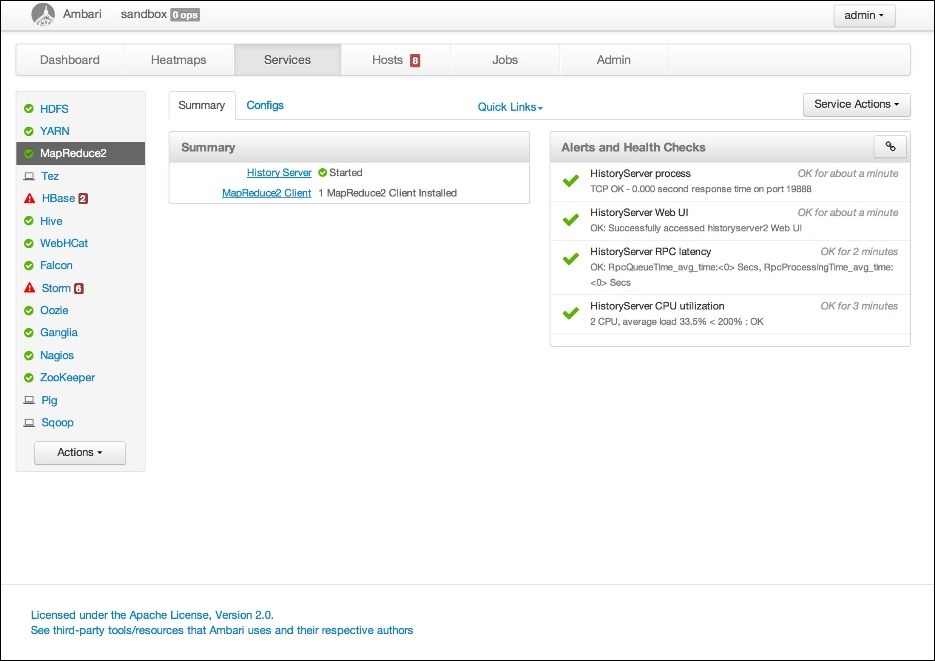 Ambari sandbox 0 ops admin
Dashboard Heatmaps Services Hosts 8 Jobs Admin
HDFS
YARN
MapReduce2
Tez
HBase 2
Hive
WebHCat
Falcon
Storm 6
Oozie
Ganglia
Nagios
ZooKeeper
Pig
Sqoop
Actions
Summary Configs Quick Links Service Actions
Summary
History Server Started
MapReduce2 Client 1 MapReduce2 Client Installed
Alerts and Health Checks
HistoryServer process OK for about a minute
TCP OK - 0.000 second response time on port 19888
HistoryServer Web UI OK for about a minute
OK: Successfully accessed historyserver2 Web UI
HistoryServer RPC latency OK for 2 minutes
OK: RpcQueueTime_avg_time:<0> Secs, RpcProcessingTime_avg_time:
<0> Secs
HistoryServer CPU utilization OK for 3 minutes
2 CPU, average load 33.5% < 200% : OK
Licensed under the Apache License, Version 2.0.
See third-party tools/resources that Ambari uses and their respective authors